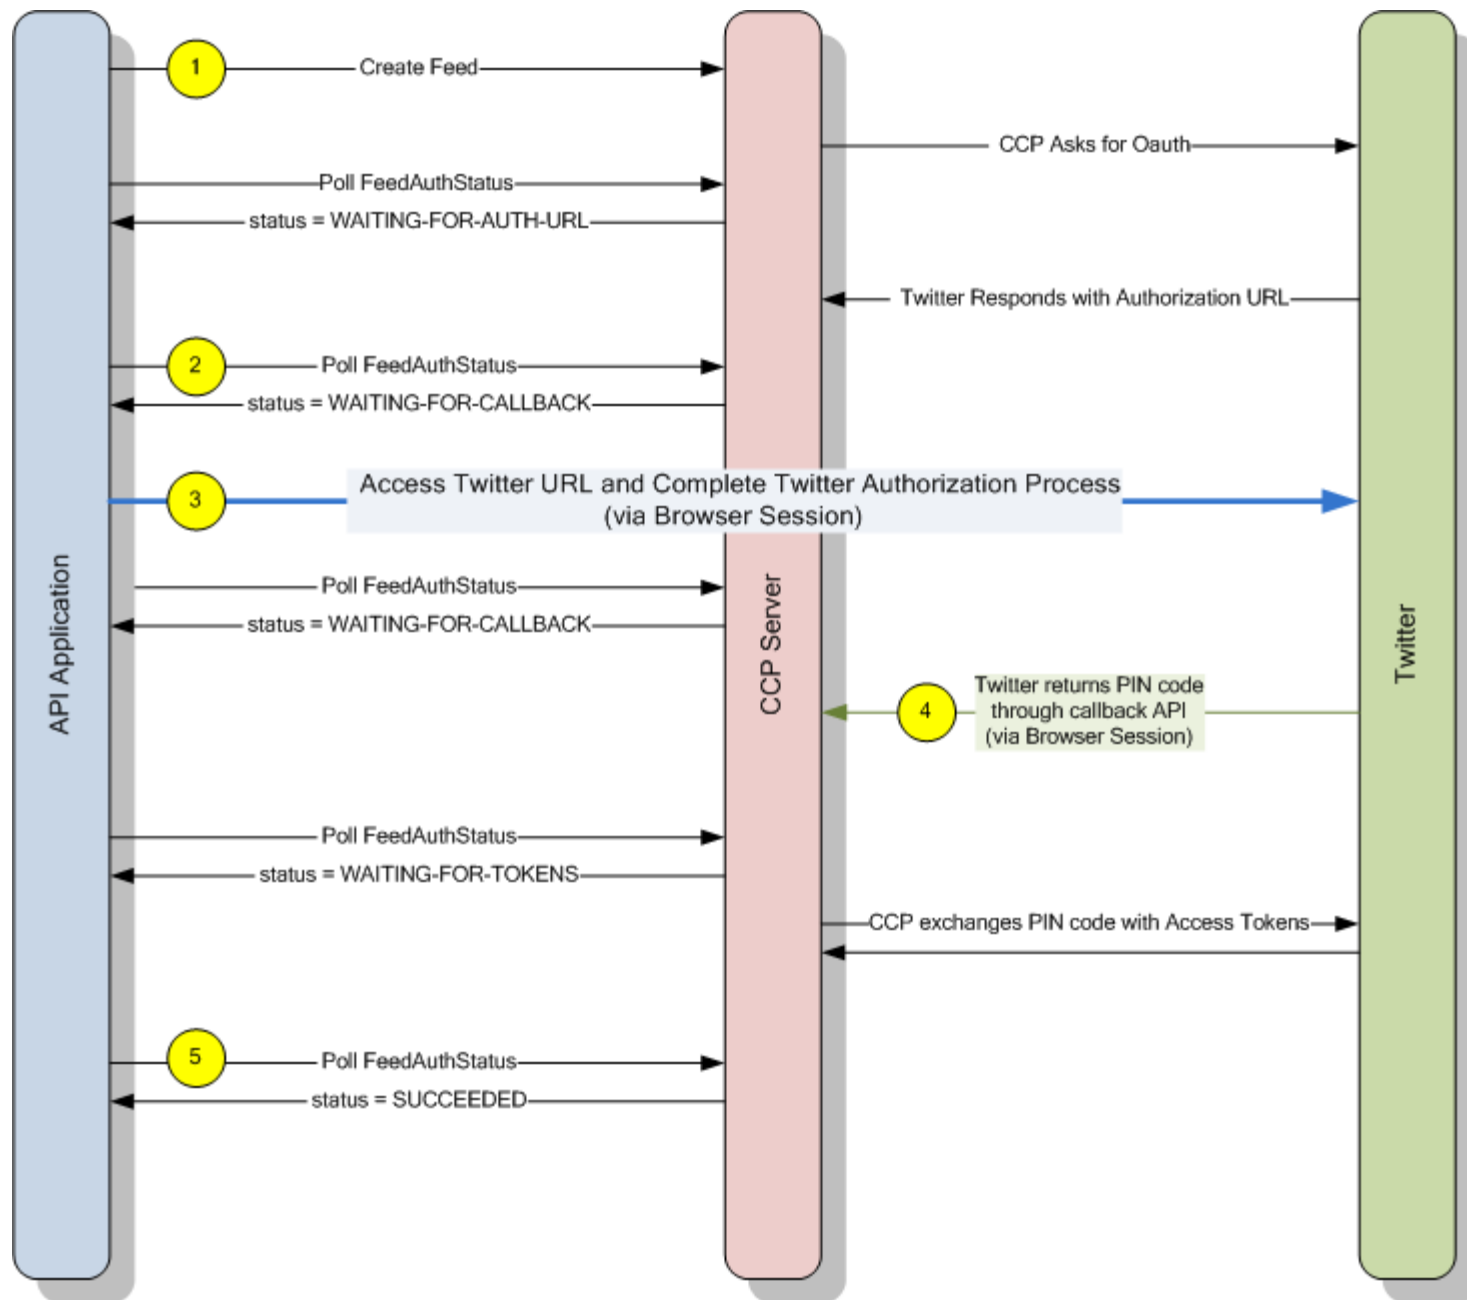 1
Create Feed
CCP Asks for Oauth
Poll FeedAuthStatus
status = WAITING-FOR-AUTH-URL
Twitter Responds with Authorization URL
2
Poll FeedAuthStatus
status = WAITING-FOR-CALLBACK
3
Access Twitter URL and Complete Twitter Authorization Process
(via Browser Session)
Poll FeedAuthStatus
status = WAITING-FOR-CALLBACK
API Application
CCP Server
Twitter
4
Twitter returns PIN code
through callback API
(via Browser Session)
Poll FeedAuthStatus
status = WAITING-FOR-TOKENS
CCP exchanges PIN code with Access Tokens
5
Poll FeedAuthStatus
status = SUCCEEDED